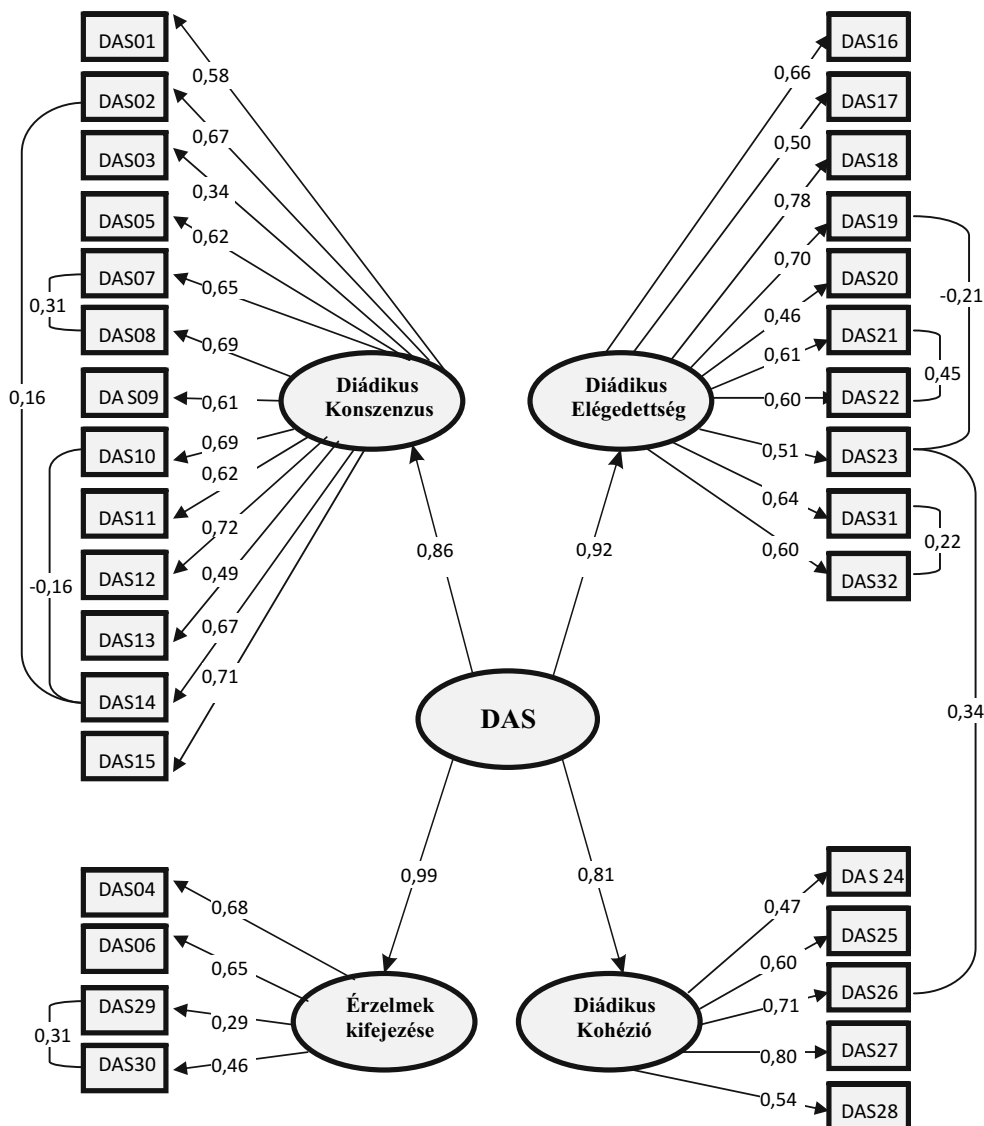 DAS01
DAS02
DAS03
DAS05
DAS07
DAS08
DAS09
DAS10
DAS11
DAS12
DAS13
DAS14
DAS15
0,58
0,67
0,34
0,62
0,65
0,69
0,61
0,69
0,62
0,72
0,49
0,67
0,71
0,31
0,16
-0,16
Diádikus
Konszenzus
DAS16
DAS17
DAS18
DAS19
DAS20
DAS21
DAS22
DAS23
DAS31
DAS32
0,66
0,50
0,78
0,70
0,46
0,61
0,60
0,51
0,64
0,60
-0,21
0,45
0,22
0,34
Diádikus
Elégedettség
0,86
0,92
DAS
0,99
0,81
DAS04
DAS06
DAS29
DAS30
0,68
0,65
0,29
0,46
0,31
Érzelmek
kifejezése
Diádikus
Kohézió
0,47
0,60
0,71
0,80
0,54
DAS 24
DAS25
DAS26
DAS27
DAS28